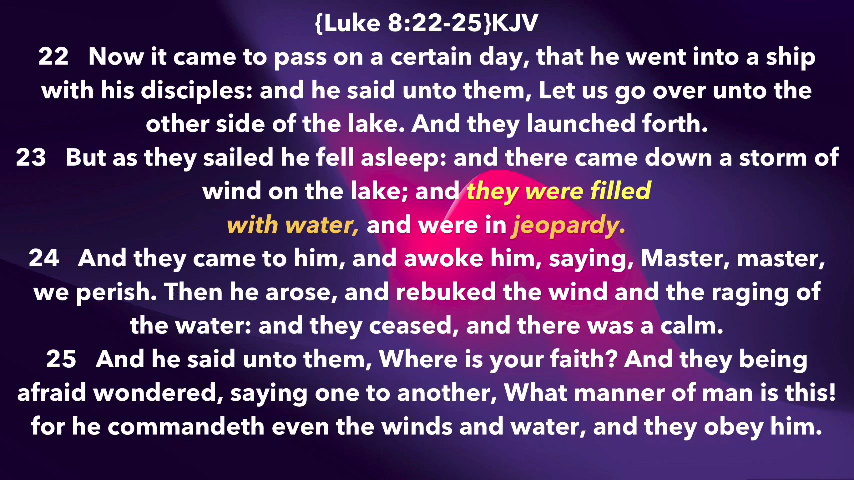 {Luke 8:22-25}KJV
22 Now it came to pass on a certain day, that he went into a ship
with his disciples: and he said unto them, Let us go over unto the
other side of the lake. And they launched forth.
23 But as they sailed he fell asleep: and there came down a storm of
wind on the lake; and they were filled
with water, and were in jeopardy.
24 And they came to him, and awoke him, saying, Master, master,
we perish. Then he arose, and rebuked the wind and the raging of
the water: and they ceased, and there was a calm.
25 And he said unto them, Where is your faith? And they being
afraid wondered, saying one to another, What manner of man is this!
for he commandeth even the winds and water, and they obey him.